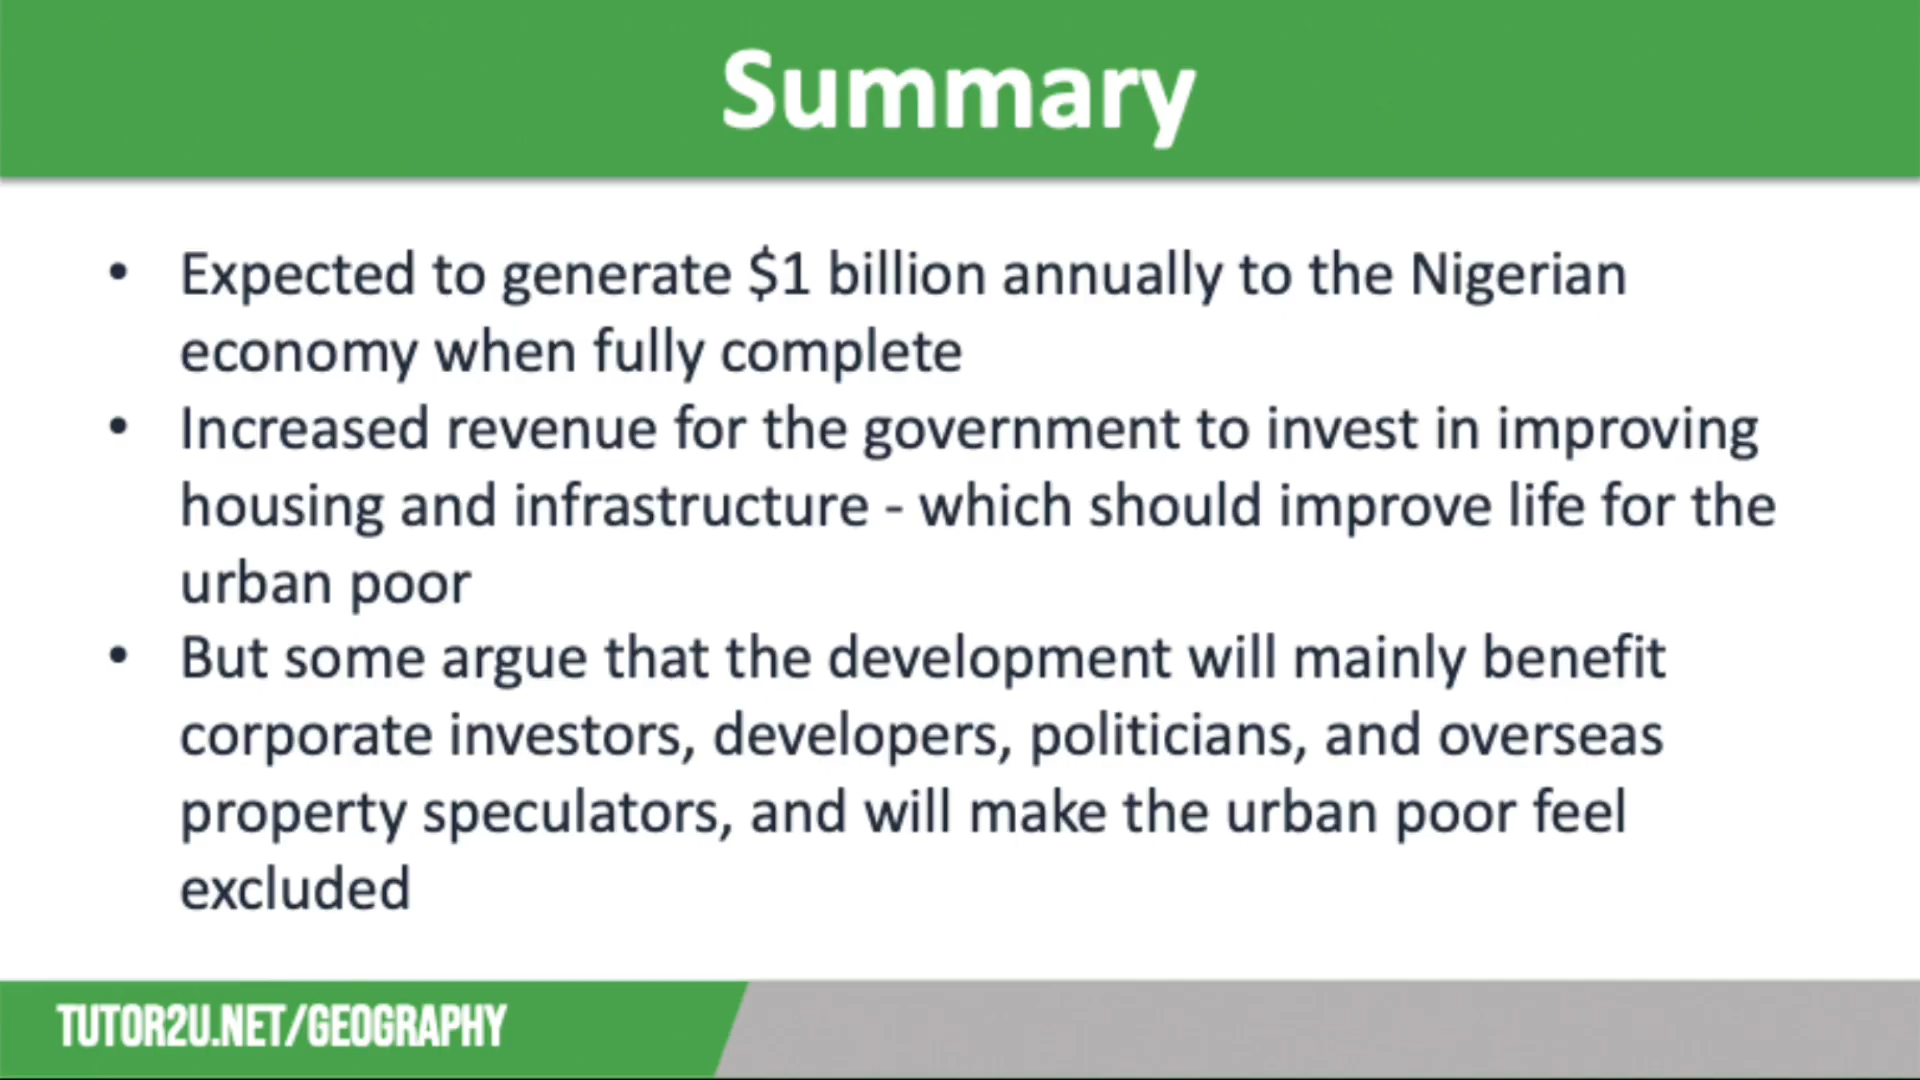 Summary
• Expected to generate $1 billion annually to the Nigerian
economy when fully complete
• Increased revenue for the government to invest in improving
housing and infrastructure - which should improve life for the
urban poor
• But some argue that the development will mainly benefit
corporate investors, developers, politicians, and overseas
property speculators, and will make the urban poor feel
excluded
TUTOR2U.NET/GEOGRAPHY